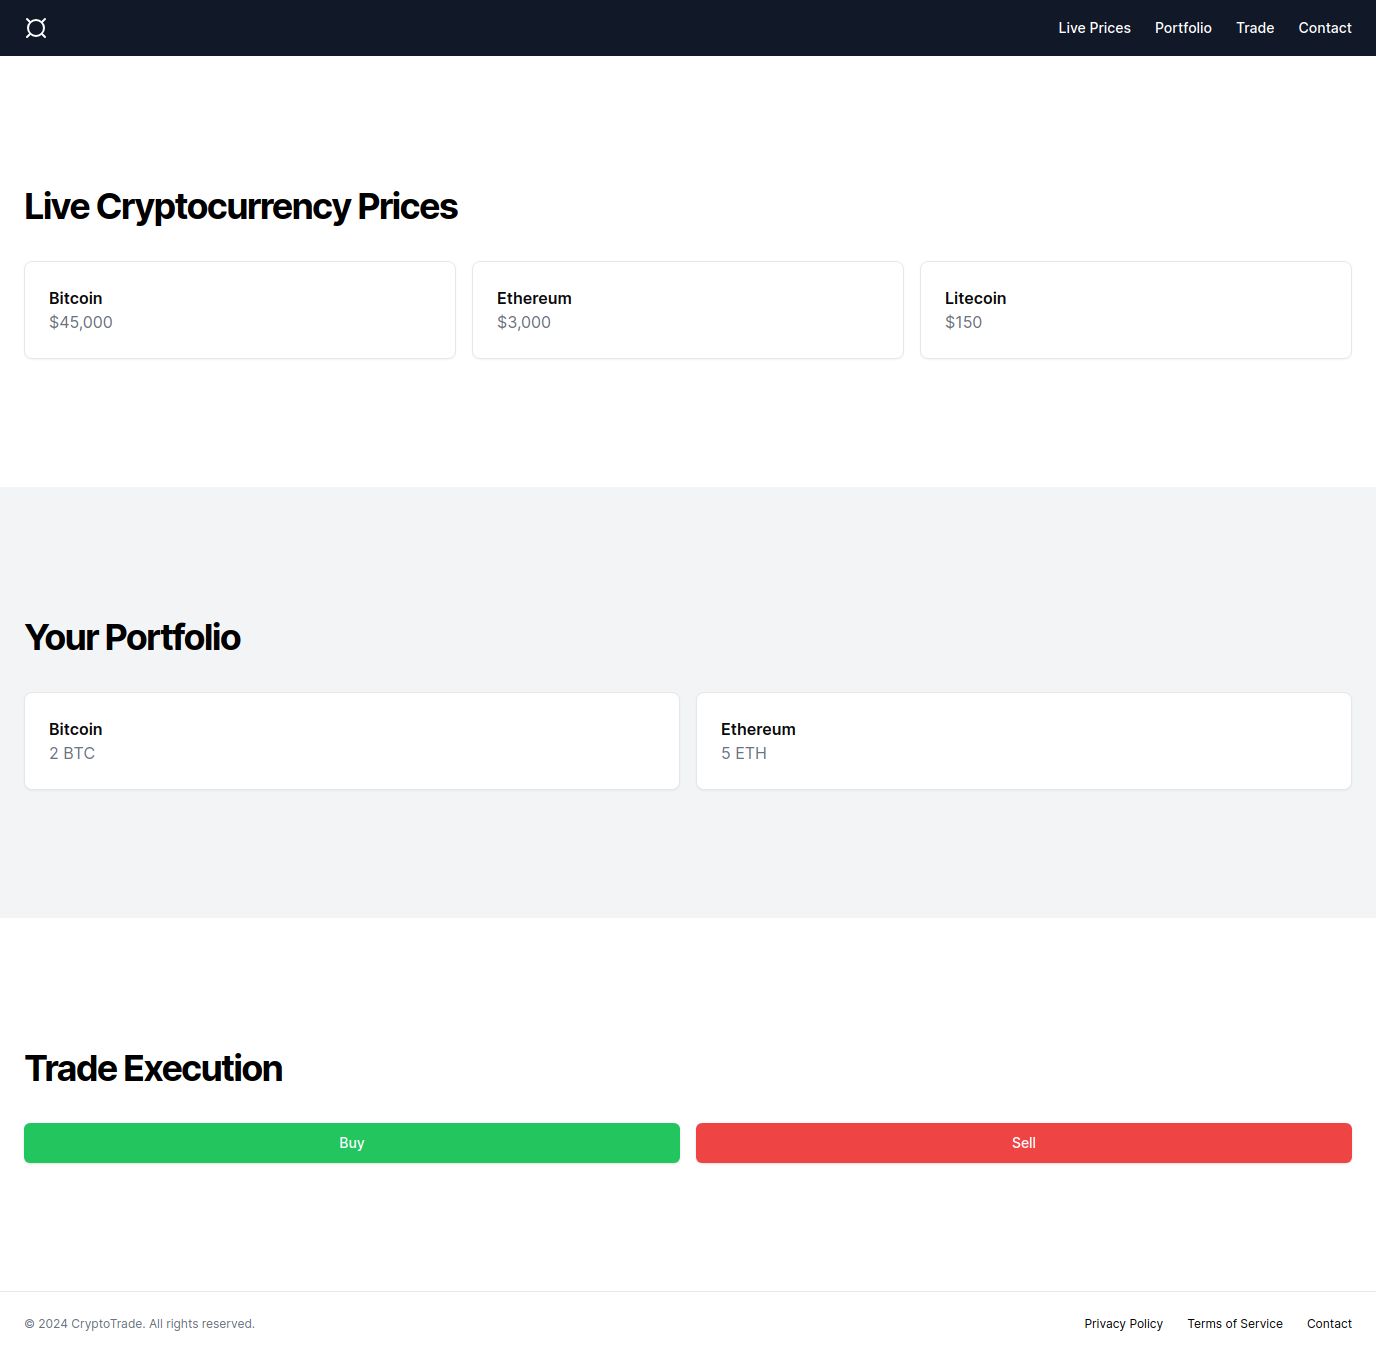 Live Prices Portfolio Trade Contact
Live Cryptocurrency Prices
Bitcoin
$45,000
Ethereum
$3,000
Litecoin
$150
Your Portfolio
Bitcoin
2 BTC
Ethereum
5 ETH
Trade Execution
Buy
Sell
© 2024 CryptoTrade. All rights reserved.
Privacy Policy Terms of Service Contact